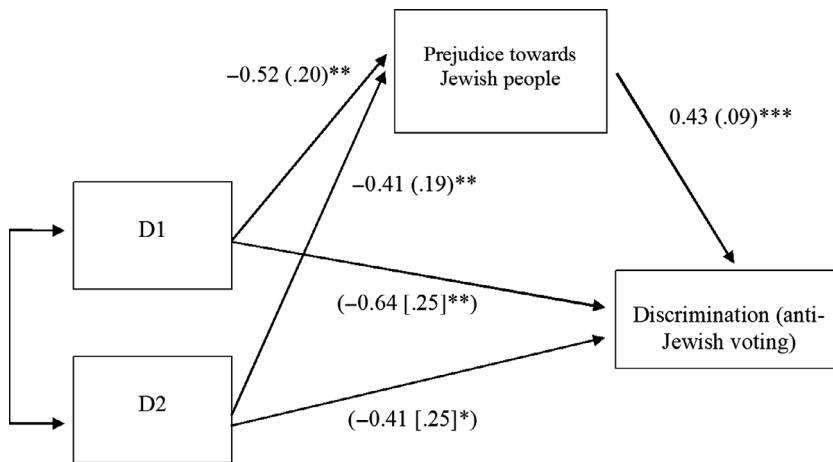 Prejudice towards
Jewish people
−0.52 (.20)**
0.43 (.09)***
−0.41 (.19)**
D1
(−0.64 [.25]**)
Discrimination (anti-
Jewish voting)
D2
(−0.41 [.25]*)